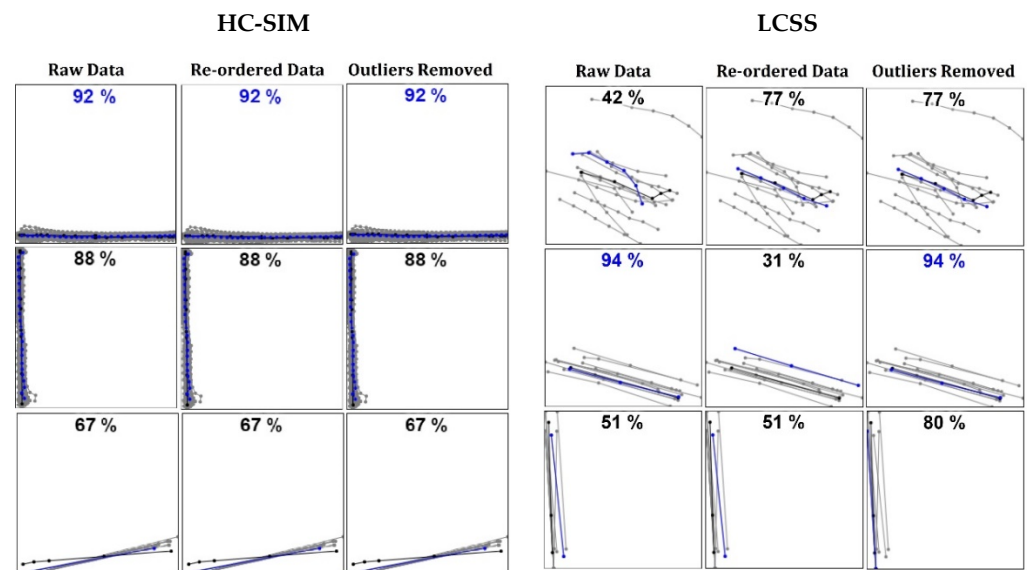 HC-SIM LCSS
Raw Data Re-ordered Data Outliers Removed Raw Data Re-ordered Data Outliers Removed
92 % 92 % 92 % 42 % 77 % 77 %
88 % 88 % 88 % 94 % 31 % 94 %
67 % 67 % 67 % 51 % 51 % 80 %